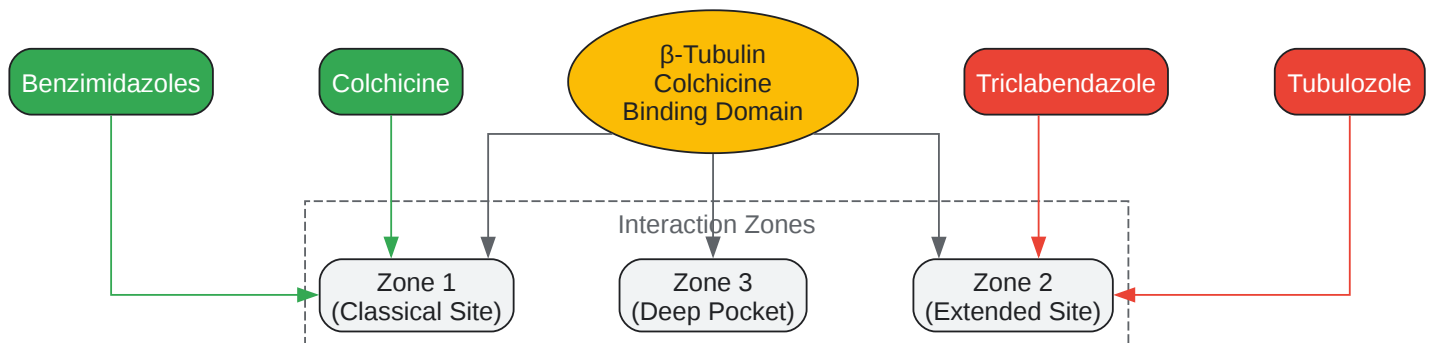 Benzimidazoles
Colchicine
β-Tubulin
Colchicine
Binding Domain
Triclabendazole
Tubulozole
Interaction Zones
Zone 1
(Classical Site)
Zone 3
(Deep Pocket)
Zone 2
(Extended Site)